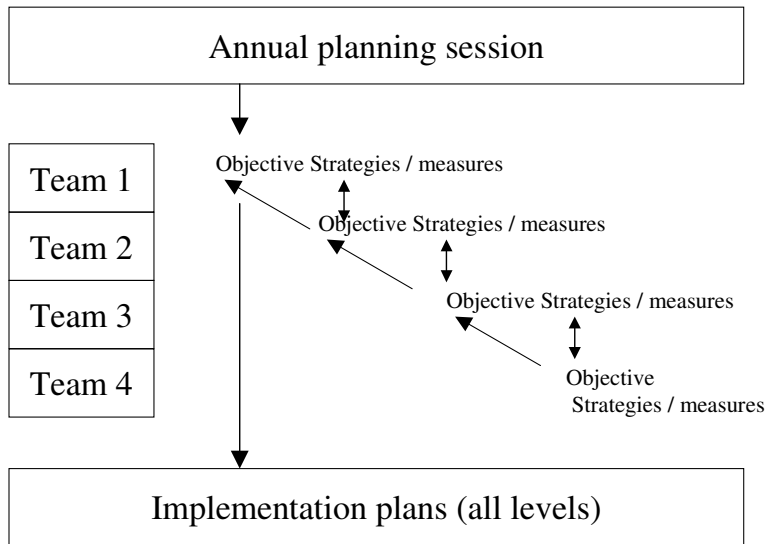 Annual planning session
Team 1
Objective Strategies / measures
Team 2
Objective Strategies / measures
Team 3
Objective Strategies / measures
Team 4
Objective
Strategies / measures
Implementation plans (all levels)